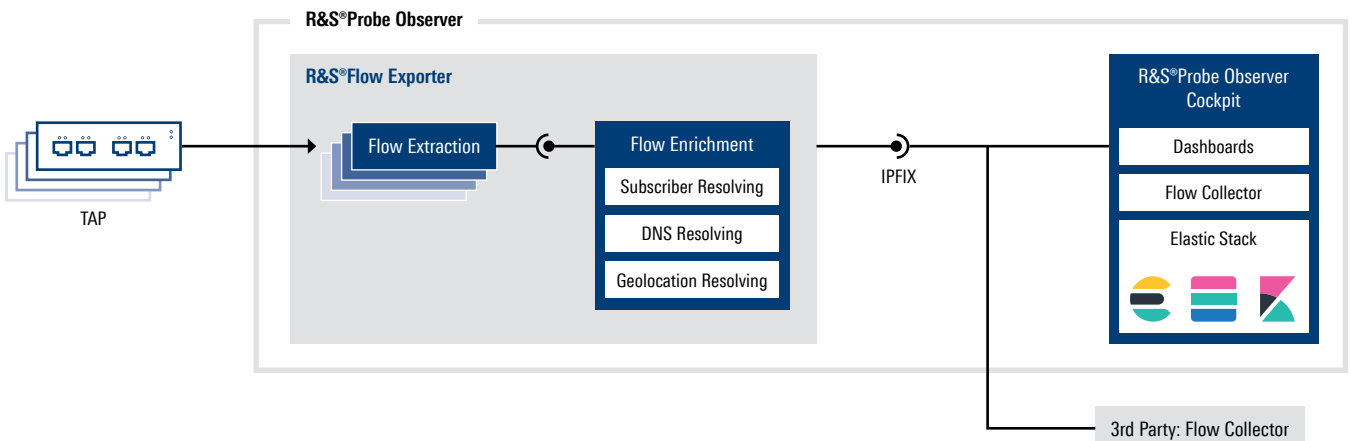 R&S®Probe Observer
R&S®Flow Exporter
TAP
Flow Extraction
Flow Enrichment
Subscriber Resolving
DNS Resolving
Geolocation Resolving
IPFIX
R&S®Probe Observer
Cockpit
Dashboards
Flow Collector
Elastic Stack
3rd Party: Flow Collector